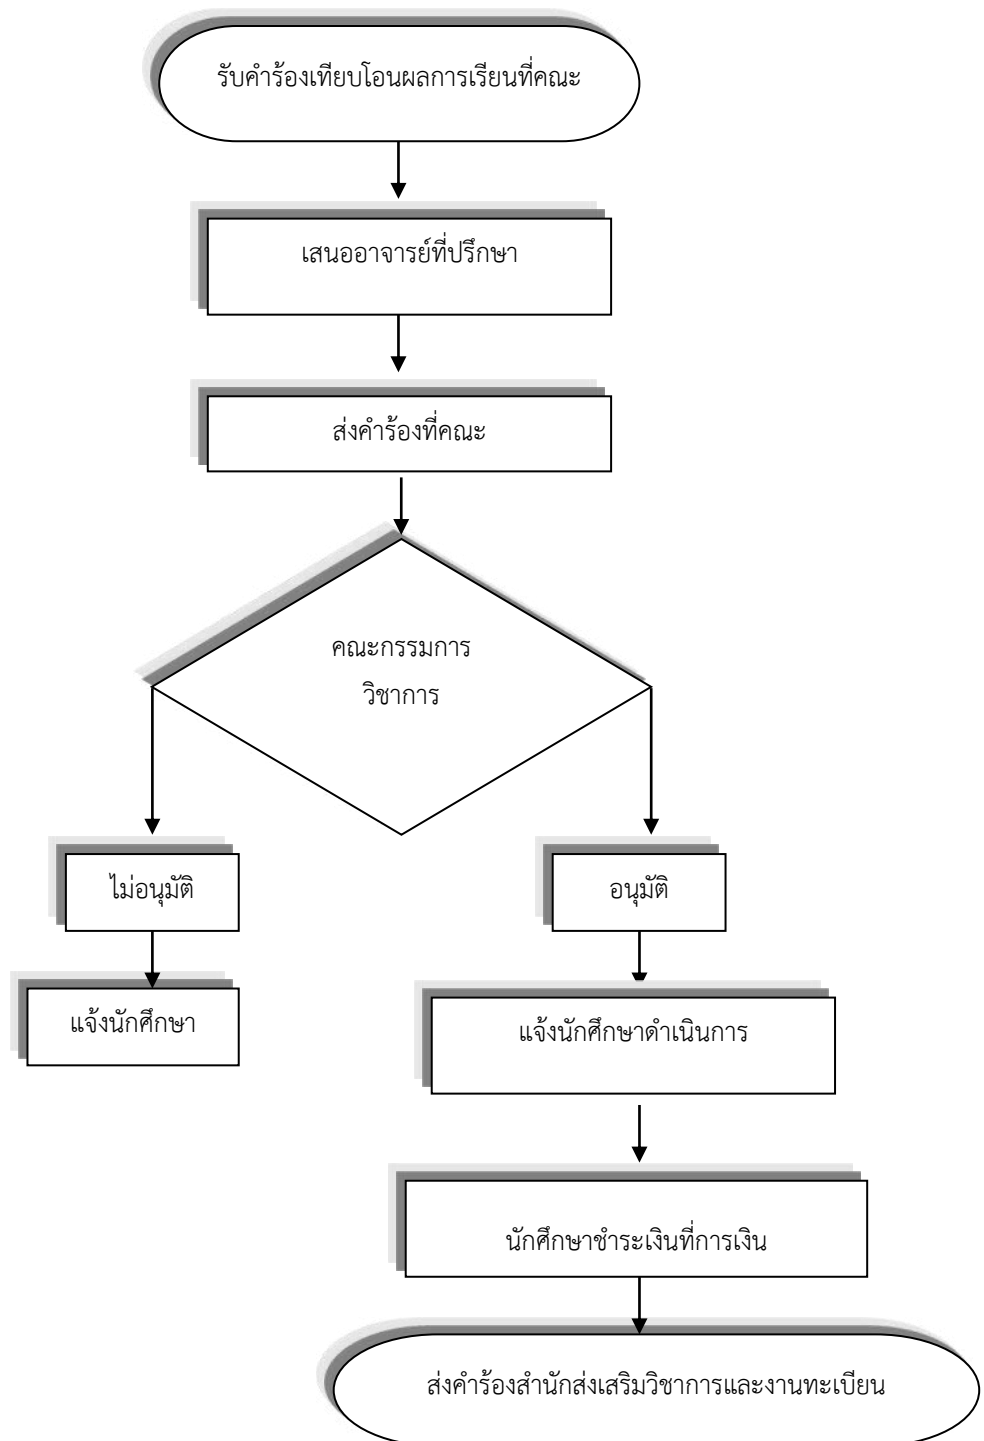 รับคำร้องเทียบโอนผลการเรียนที่คณะ
เสนออาจารย์ที่ปรึกษา
ส่งคำร้องที่คณะ
คณะกรรมการ
วิชาการ
ไม่อนุมัติ
อนุมัติ
แจ้งนักศึกษา
แจ้งนักศึกษาดำเนินการ
นักศึกษาชำระเงินที่การเงิน
ส่งคำร้องสำนักส่งเสริมวิชาการและงานทะเบียน